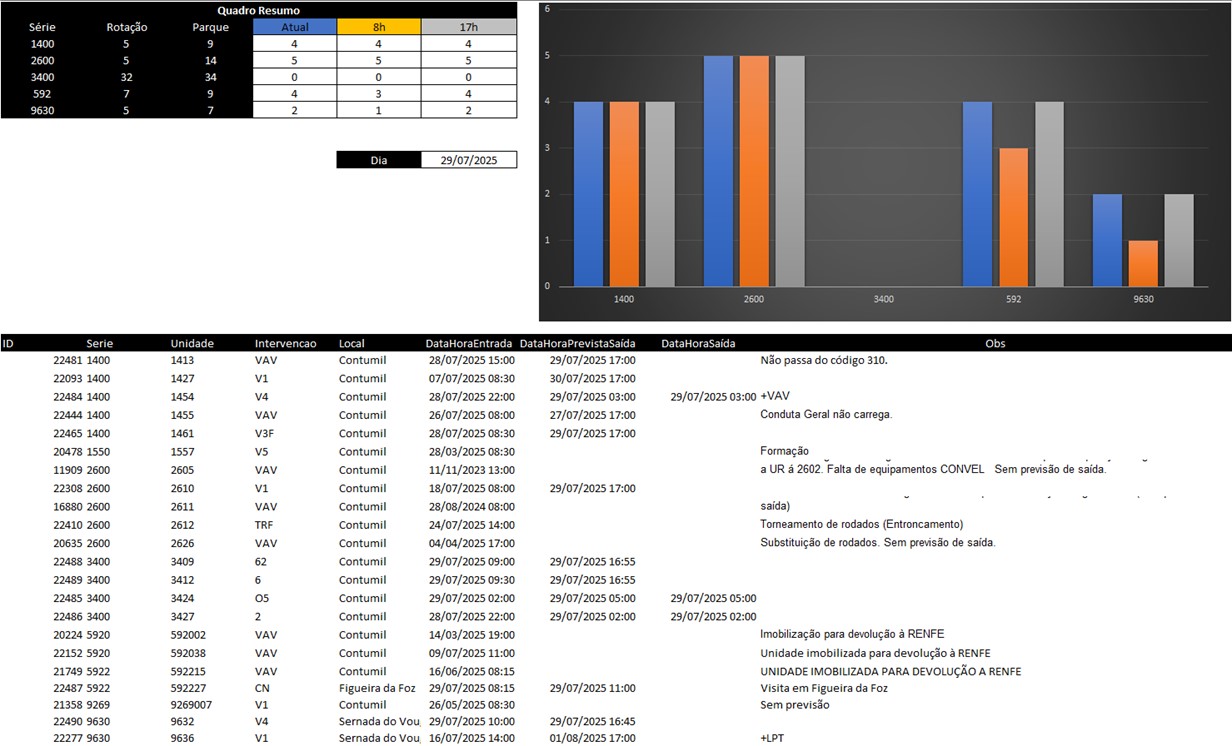 Quadro Resumo
Série Rotação Parque Atual 8h 17h
1400 5 9 4 4 4
2600 5 14 5 5 5
3400 32 34 0 0 0
592 7 9 4 3 4
9630 5 7 2 1 2
Dia 29/07/2025
6
5
4
3
2
1
0
1400 2600 3400 592 9630
ID Serie Unidade Intervencao Local DataHoraEntrada DataHoraPrevistaSaída DataHoraSaída Obs
22481 1400 1413 VAV Contumil 28/07/2025 15:00 29/07/2025 17:00 Não passa do código 310.
22093 1400 1427 V1 Contumil 07/07/2025 08:30 30/07/2025 17:00
22484 1400 1454 V4 Contumil 28/07/2025 22:00 29/07/2025 03:00 29/07/2025 03:00 +VAV
22444 1400 1455 VAV Contumil 26/07/2025 08:00 27/07/2025 17:00 Conduta Geral não carrega.
22465 1400 1461 V3F Contumil 28/07/2025 08:30 29/07/2025 17:00
20478 1550 1557 V5 Contumil 28/03/2025 08:30 Formação
11909 2600 2605 VAV Contumil 11/11/2023 13:00 a UR á 2602. Falta de equipamentos CONVEL Sem previsão de saída.
22308 2600 2610 V1 Contumil 18/07/2025 08:00 29/07/2025 17:00
16880 2600 2611 VAV Contumil 28/08/2024 08:00 saída)
22410 2600 2612 TRF Contumil 24/07/2025 14:00 Torneamento de rodados (Entroncamento)
20635 2600 2626 VAV Contumil 04/04/2025 17:00 Substituição de rodados. Sem previsão de saída.
22488 3400 3409 62 Contumil 29/07/2025 09:00 29/07/2025 16:55
22489 3400 3412 6 Contumil 29/07/2025 09:30 29/07/2025 16:55
22485 3400 3424 O5 Contumil 29/07/2025 02:00 29/07/2025 05:00 29/07/2025 05:00
22486 3400 3427 2 Contumil 28/07/2025 22:00 29/07/2025 02:00 29/07/2025 02:00
20224 5920 592002 VAV Contumil 14/03/2025 19:00 Imobilização para devolução à RENFE
22152 5920 592038 VAV Contumil 09/07/2025 11:00 Unidade imobilizada para devolução à RENFE
21749 5922 592215 VAV Contumil 16/06/2025 08:15 UNIDADE IMOBILIZADA PARA DEVOLUÇÃO A RENFE
22487 5922 592227 CN Figueira da Foz 29/07/2025 08:15 29/07/2025 11:00 Visita em Figueira da Foz
21358 9269 9269007 V1 Contumil 26/05/2025 08:30 Sem previsão
22490 9630 9632 V4 Sernada do Vou 29/07/2025 10:00 29/07/2025 16:45
22277 9630 9636 V1 Sernada do Vou 16/07/2025 14:00 01/08/2025 17:00 +LPT